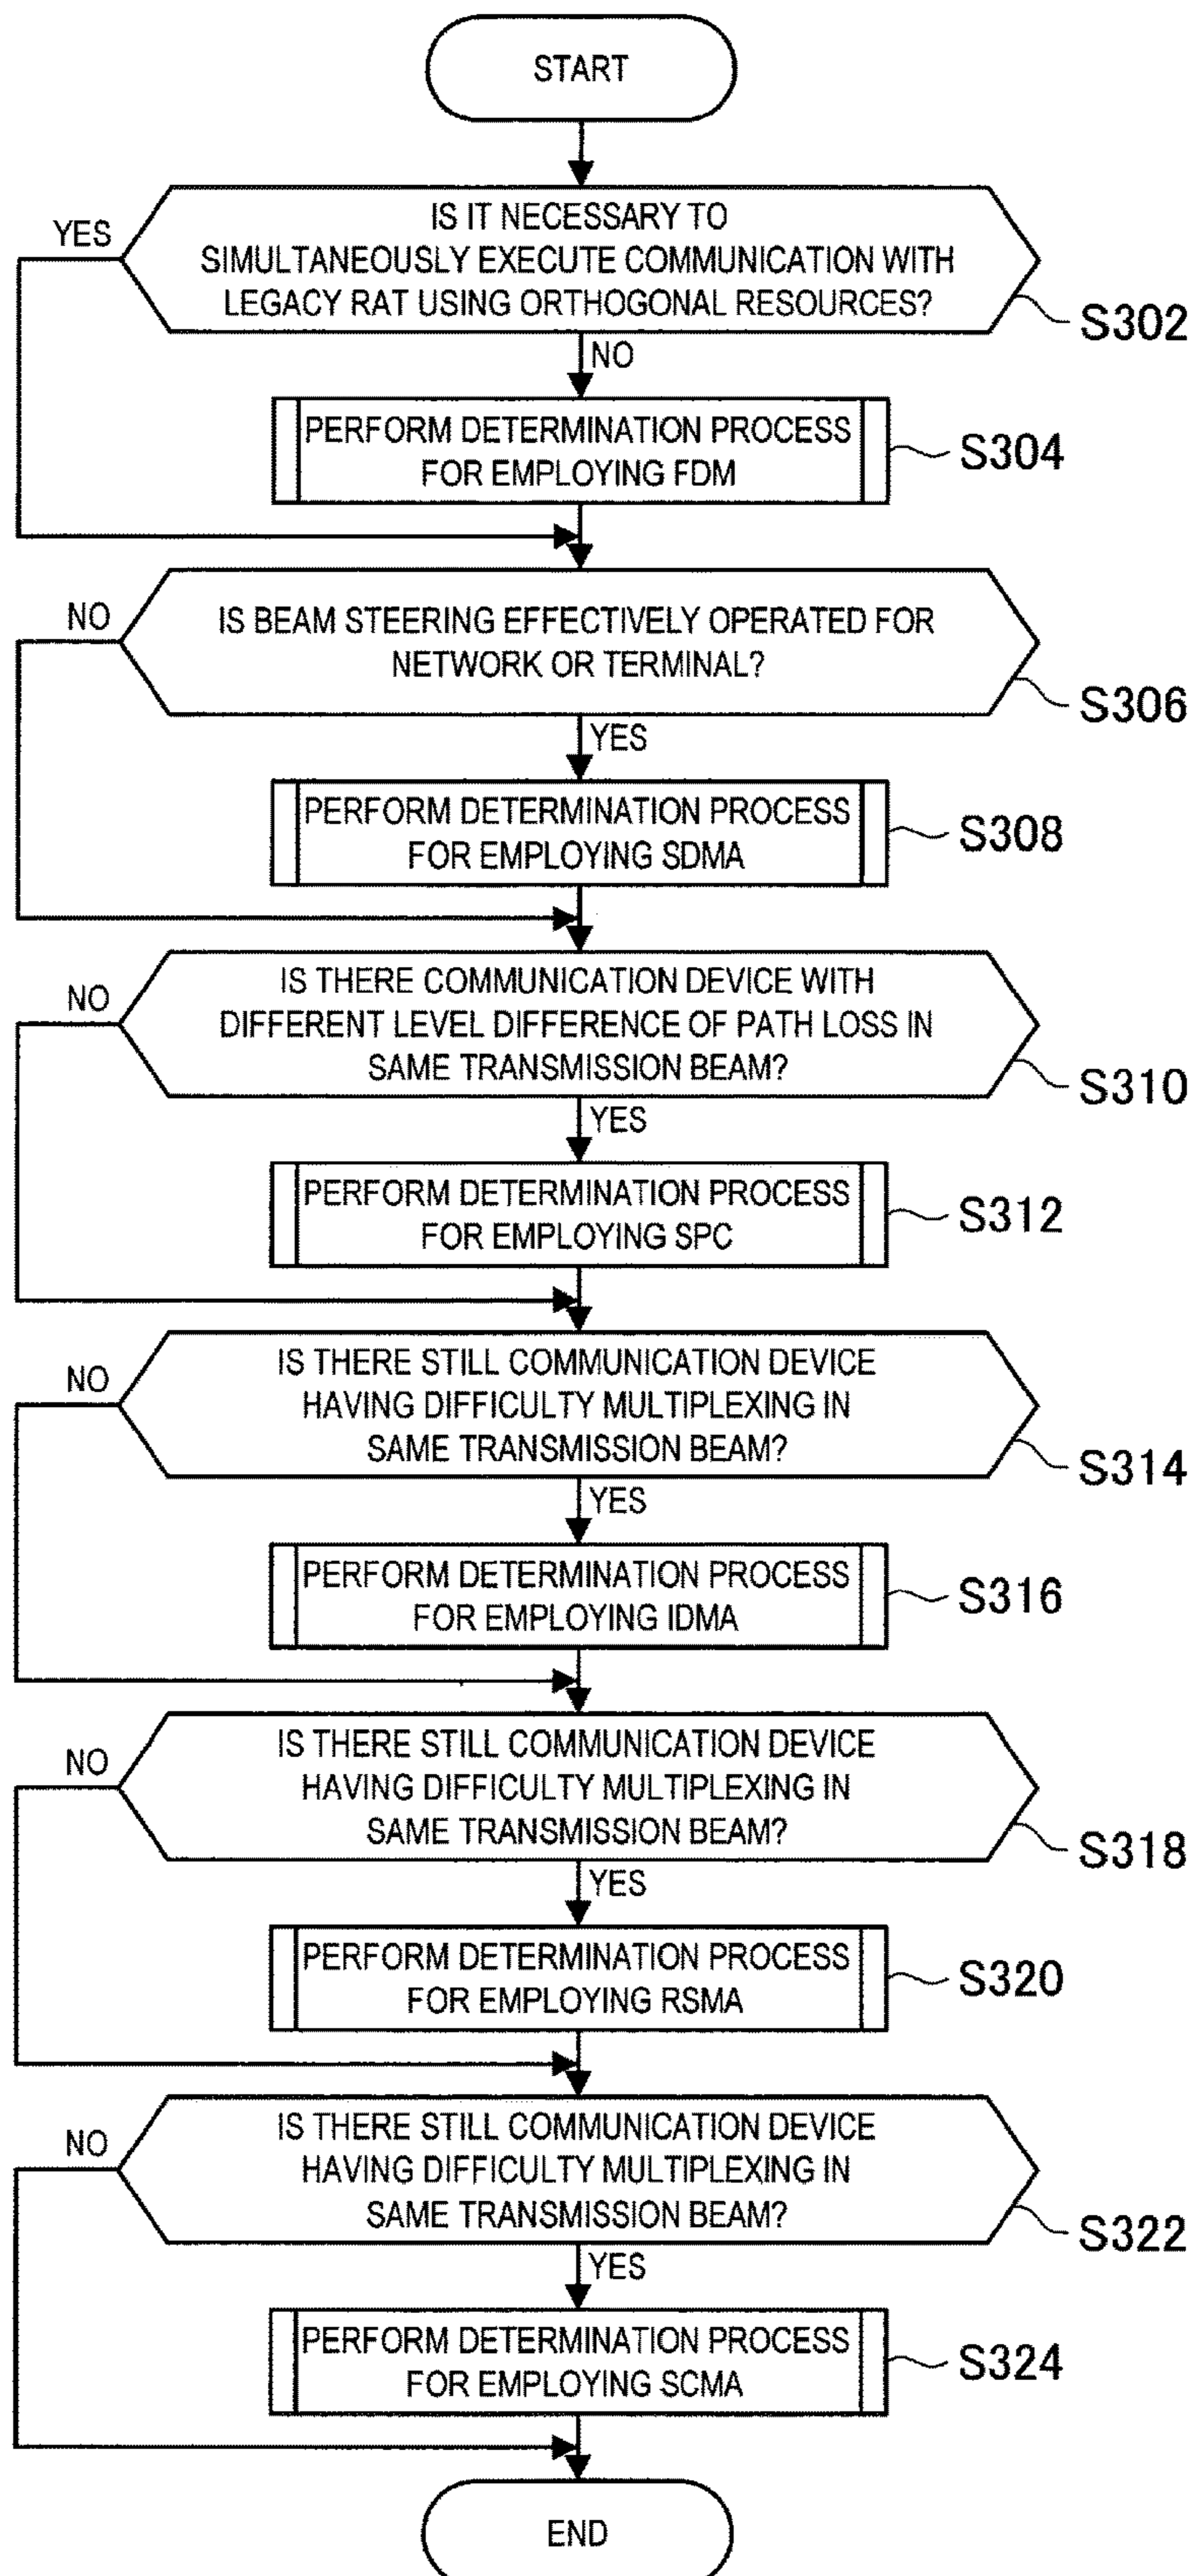 START
IS IT NECESSARY TO
SIMULTANEOUSLY EXECUTE COMMUNICATION WITH
LEGACY RAT USING ORTHOGONAL RESOURCES?
YES
S302
NO
PERFORM DETERMINATION PROCESS
FOR EMPLOYING FDM
S304
IS BEAM STEERING EFFECTIVELY OPERATED FOR
NETWORK OR TERMINAL?
NO
S306
YES
PERFORM DETERMINATION PROCESS
FOR EMPLOYING SDMA
S308
IS THERE COMMUNICATION DEVICE WITH
DIFFERENT LEVEL DIFFERENCE OF PATH LOSS IN
SAME TRANSMISSION BEAM?
NO
S310
YES
PERFORM DETERMINATION PROCESS
FOR EMPLOYING SPC
S312
IS THERE STILL COMMUNICATION DEVICE
HAVING DIFFICULTY MULTIPLEXING IN
SAME TRANSMISSION BEAM?
NO
S314
YES
PERFORM DETERMINATION PROCESS
FOR EMPLOYING IDMA
S316
IS THERE STILL COMMUNICATION DEVICE
HAVING DIFFICULTY MULTIPLEXING IN
SAME TRANSMISSION BEAM?
NO
S318
YES
PERFORM DETERMINATION PROCESS
FOR EMPLOYING RSMA
S320
IS THERE STILL COMMUNICATION DEVICE
HAVING DIFFICULTY MULTIPLEXING IN
SAME TRANSMISSION BEAM?
NO
S322
YES
PERFORM DETERMINATION PROCESS
FOR EMPLOYING SCMA
S324
END